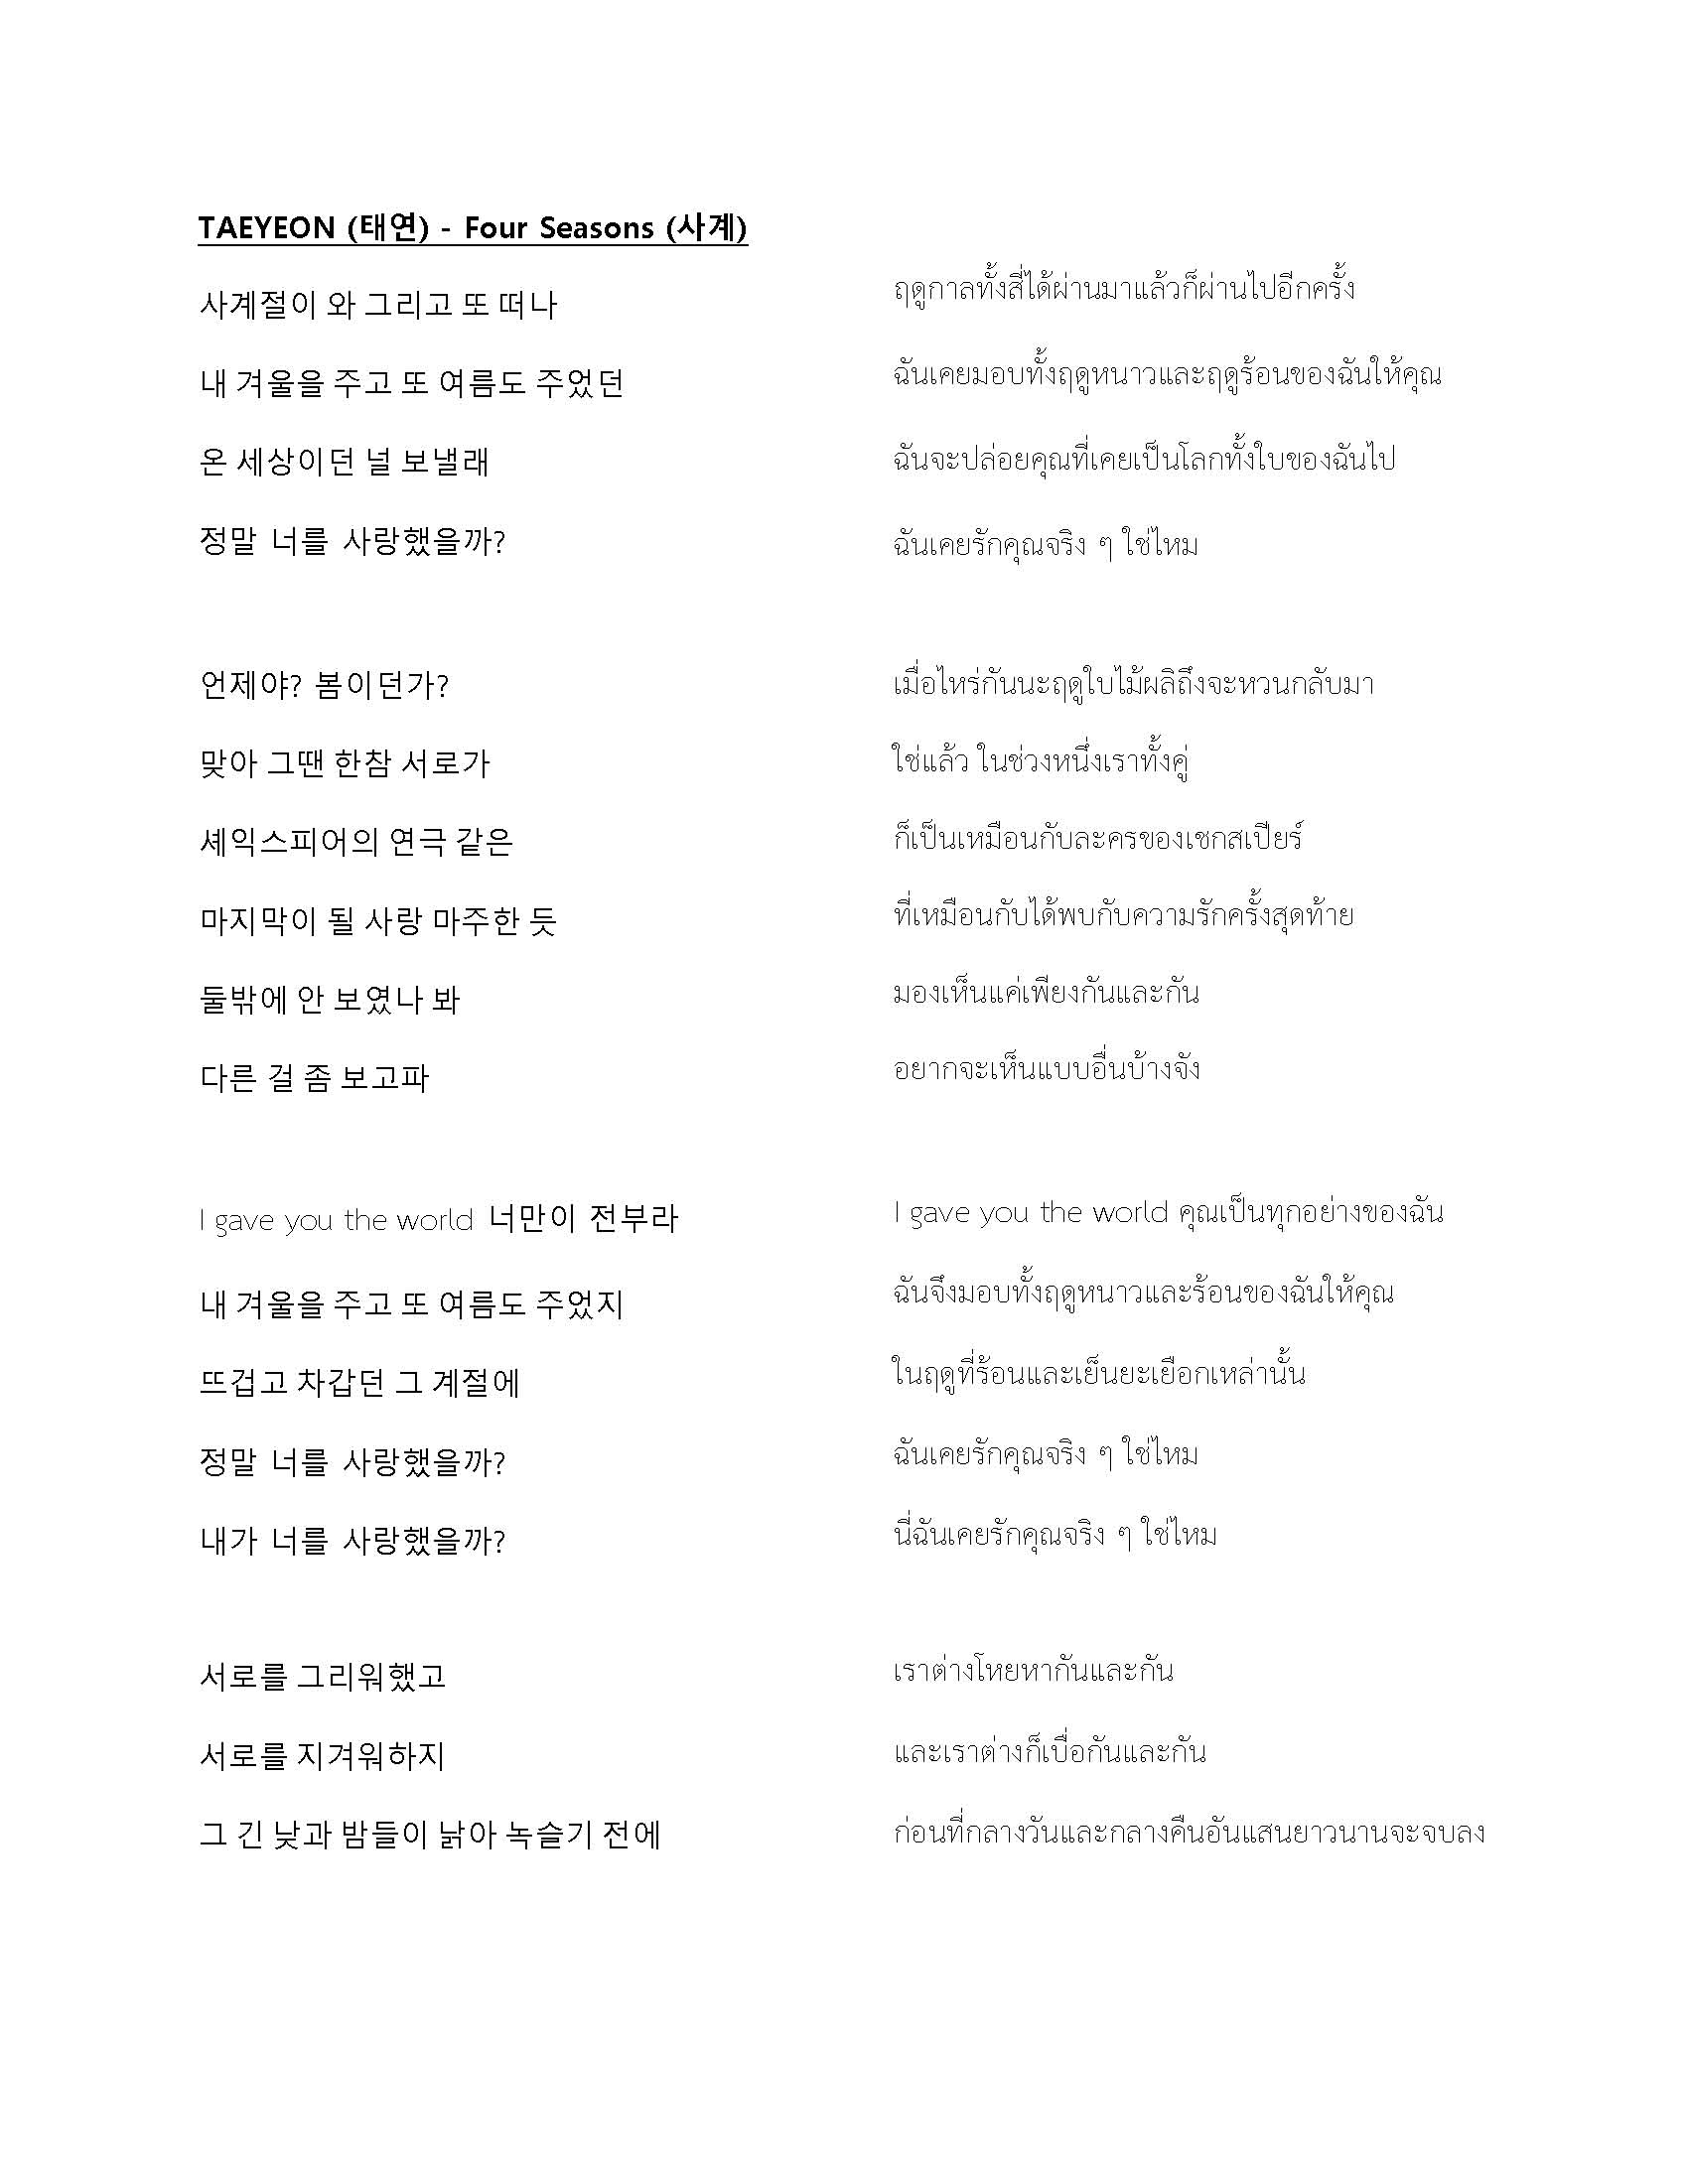 TAEYEON (태연) - Four Seasons (사계)
사계절이 와 그리고 또 떠나
내 겨울을 주고 또 여름도 주었던
온 세상이던 널 보낼래
정말 너를 사랑했을까?
언제야? 봄이던가?
맞아 그땐 한참 서로가
셰익스피어의 연극 같은
마지막이 될 사랑 마주한 듯
둘밖에 안 보였나 봐
다른 걸 좀 보고파
I gave you the world 너만이 전부라
내 겨울을 주고 또 여름도 주었지
뜨겁고 차갑던 그 계절에
정말 너를 사랑했을까?
내가 너를 사랑했을까?
서로를 그리워했고
서로를 지겨워하지
그 긴 낮과 밤들이 낡아 녹슬기 전에
ฤดูกาลทั้งสี่ได้ผ่านมาแล้วก็ผ่านไปอีกครั้ง
ฉันเคยมอบทั้งฤดูหนาวและฤดูร้อนของฉันให้คุณ
ฉันจะปล่อยคุณที่เคยเป็นโลกทั้งใบของฉันไป
ฉันเคยรักคุณจริง ๆ ใช่ไหม
เมื่อไหร่กันนะฤดูใบไม้ผลิถึงจะหวนกลับมา
ใช่แล้ว ในช่วงหนึ่งเราทั้งคู่
ก็เป็นเหมือนกับละครของเชกสเปียร์
ที่เหมือนกับได้พบกับความรักครั้งสุดท้าย
มองเห็นแค่เพียงกันและกัน
อยากจะเห็นแบบอื่นบ้างจัง
I gave you the world คุณเป็นทุกอย่างของฉัน
ฉันจึงมอบทั้งฤดูหนาวและร้อนของฉันให้คุณ
ในฤดูที่ร้อนและเย็นยะเยือกเหล่านั้น
ฉันเคยรักคุณจริง ๆ ใช่ไหม
นี่ฉันเคยรักคุณจริง ๆ ใช่ไหม
เราต่างโหยหากันและกัน
และเราต่างก็เบื่อกันและกัน
ก่อนที่กลางวันและกลางคืนอันแสนยาวนานจะจบลง